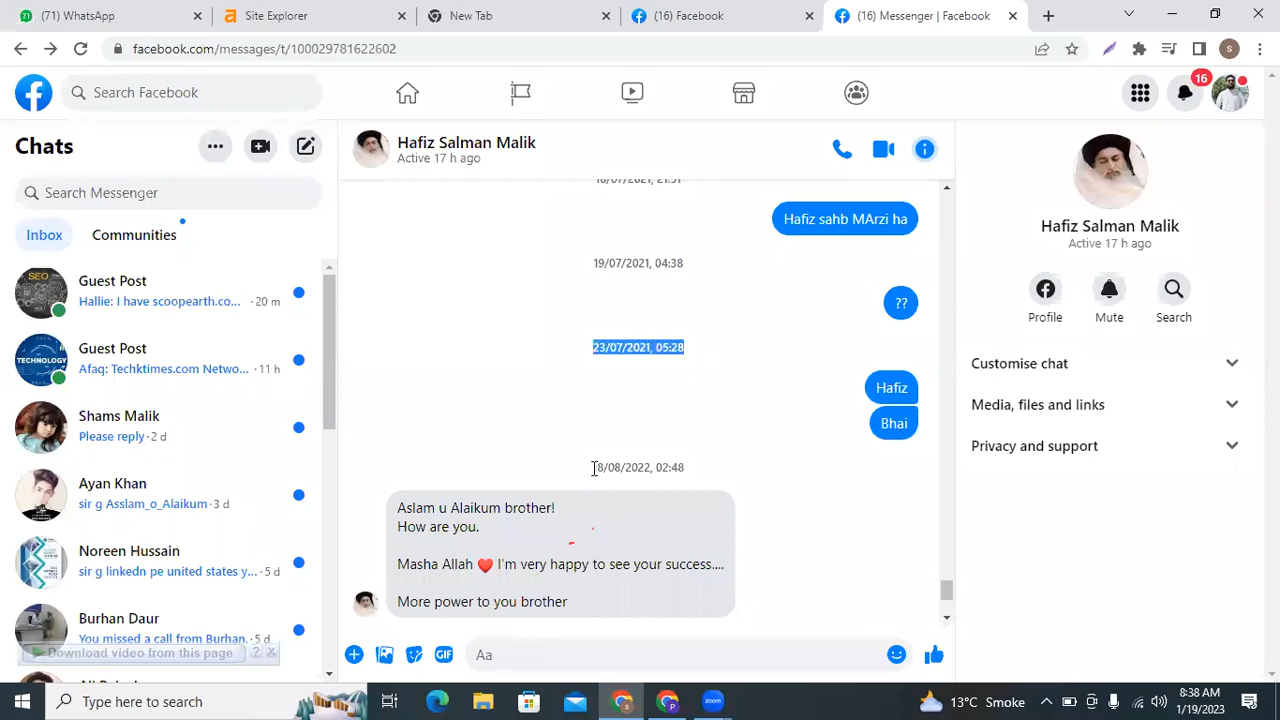 (71) WhatsApp
Site Explorer
New Tab
(16) Facebook
(16) Messenger | Facebook
facebook.com/messages/t/100029781622602
Search Facebook
16
Chats
Search Messenger
Inbox
Communities
Guest Post
Hallie: I have scoopearth.co... · 20 m
Guest Post
Afaq: Techktimes.com Netwo... · 11 h
Shams Malik
Please reply · 2 d
Ayan Khan
sir g Asslam_o_Alaikum · 3 d
Noreen Hussain
sir g linkedn pe united states y... · 5 d
Burhan Daur
You missed a call from Burhan. · 5 d
Download video from this page
Hafiz Salman Malik
Active 17 h ago
18/07/2021, 21:51
Hafiz sahb MArzi ha
19/07/2021, 04:38
??
23/07/2021, 05:28
Hafiz
Bhai
8/08/2022, 02:48
Aslam u Alaikum brother!
How are you.
Masha Allah ❤ I'm very happy to see your success....
More power to you brother
GIF
Aa
Hafiz Salman Malik
Active 17 h ago
Profile
Mute
Search
Customise chat
Media, files and links
Privacy and support
Type here to search
zoom
13°C Smoke
8:38 AM
1/19/2023